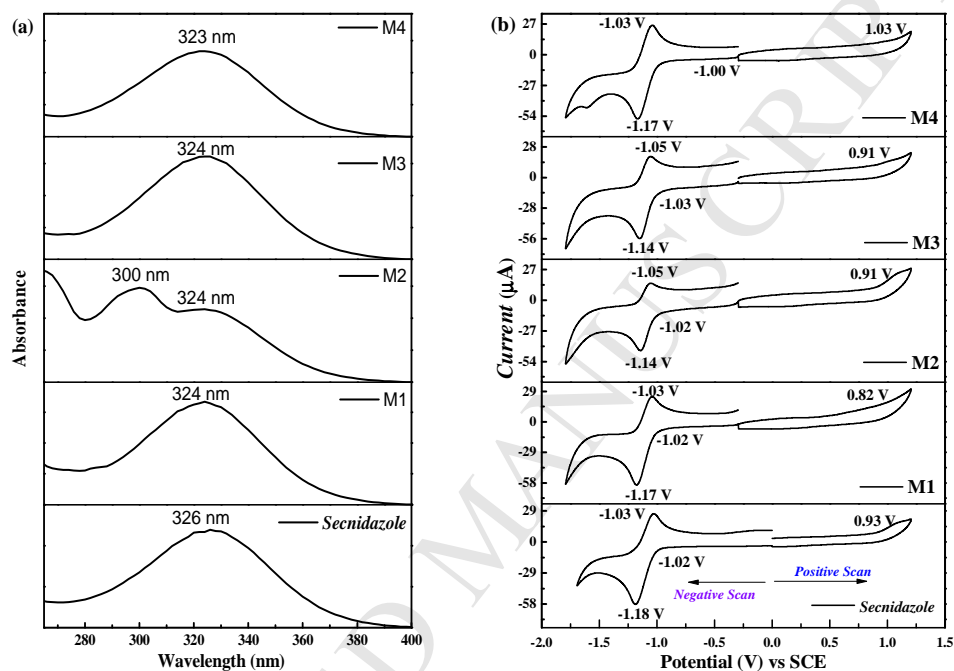 (a)
M4
323 nm
M3
324 nm
M2
300 nm
324 nm
M1
324 nm
Secnidazole
326 nm
Absorbance
280 300 320 340 360 380 400
Wavelength (nm)
(b)
27
0
-54
-1.03 V
1.03 V
-1.00 V
-1.17 V
M4
28
0
-28
-56
-1.05 V
0.91 V
-1.03 V
-1.14 V
M3
27
0
-27
-54
-1.05 V
0.91 V
-1.02 V
-1.14 V
M2
29
0
-29
-58
-1.03 V
0.82 V
-1.02 V
-1.17 V
M1
29
0
-29
-58
-1.03 V
0.93 V
-1.02 V
Positive Scan
Negative Scan
-1.18 V
Secnidazole
Current (µA)
-2.0 -1.5 -1.0 -0.5 0.0 0.5 1.0 1.5
Potential (V) vs SCE
ED MANUSCRIP